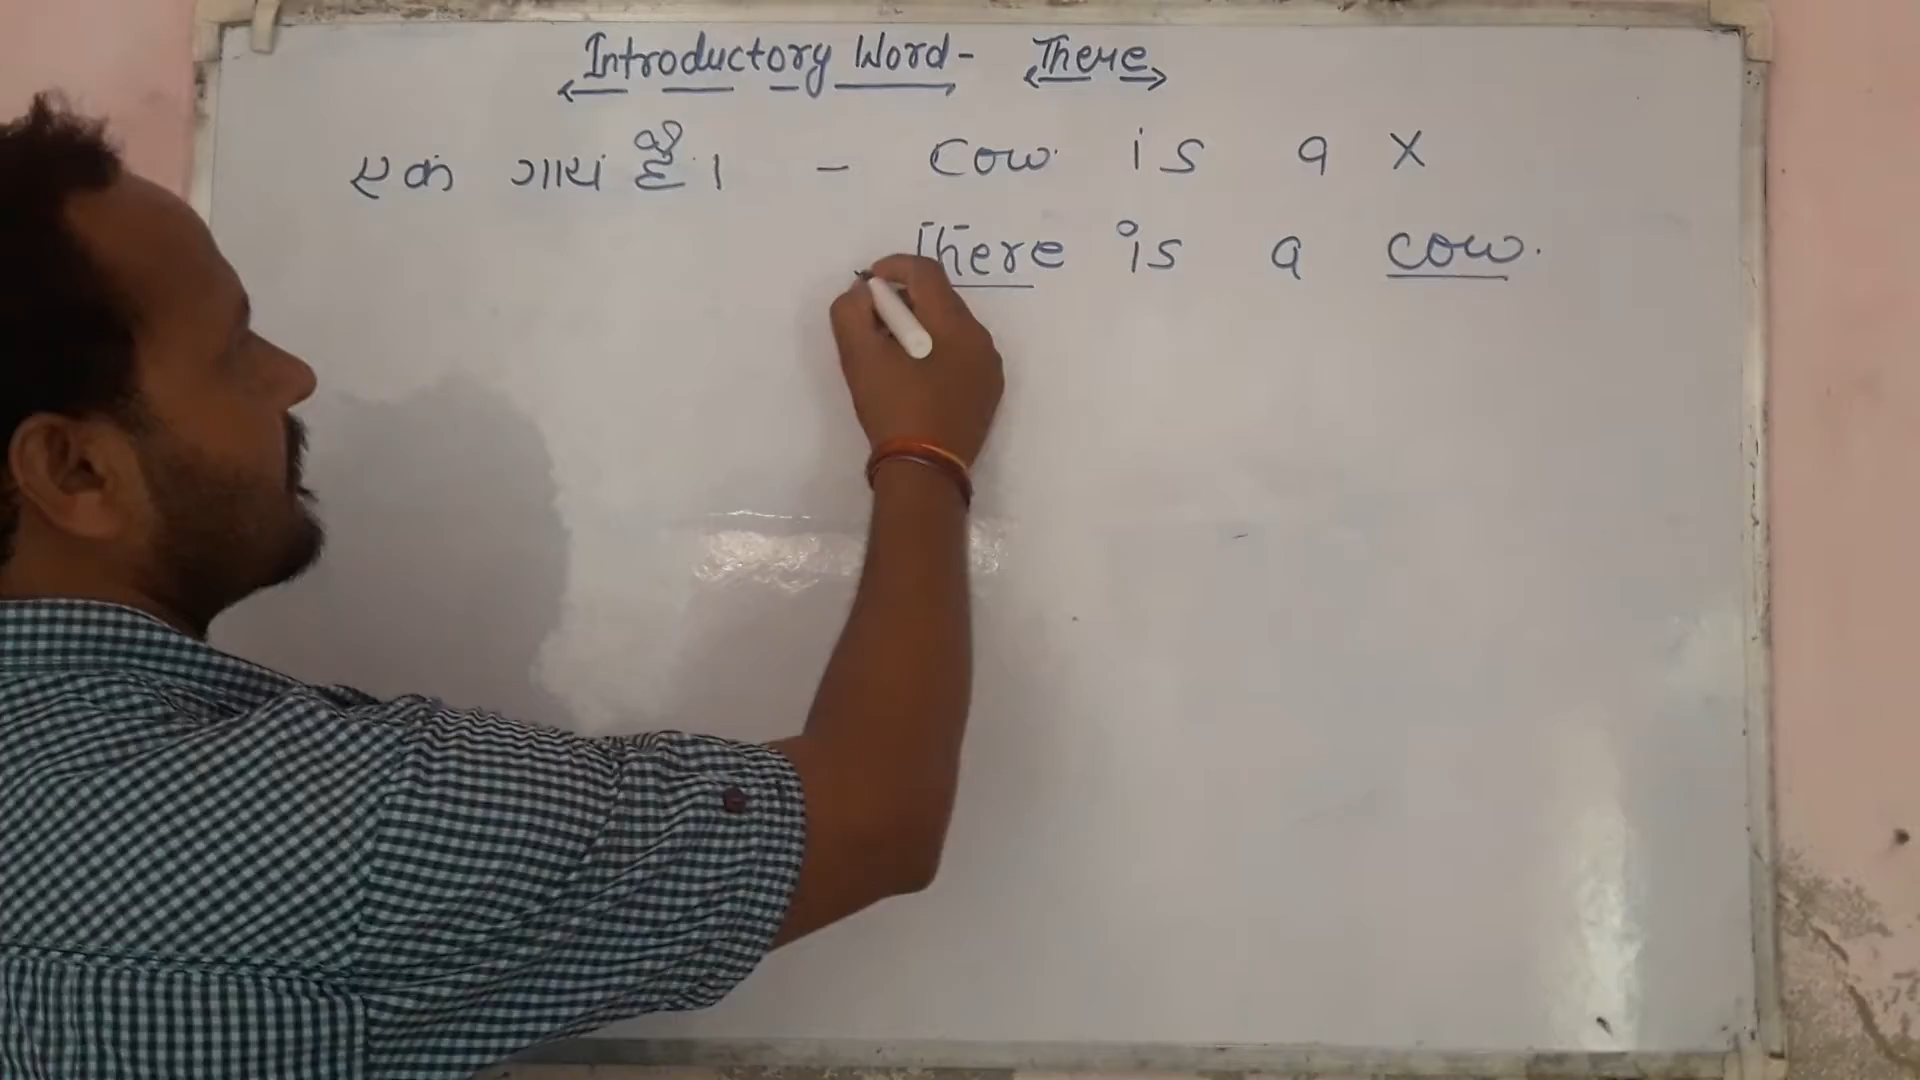 Introductory Word - There
एक गाय है। - Cow is a ×
There is a cow.